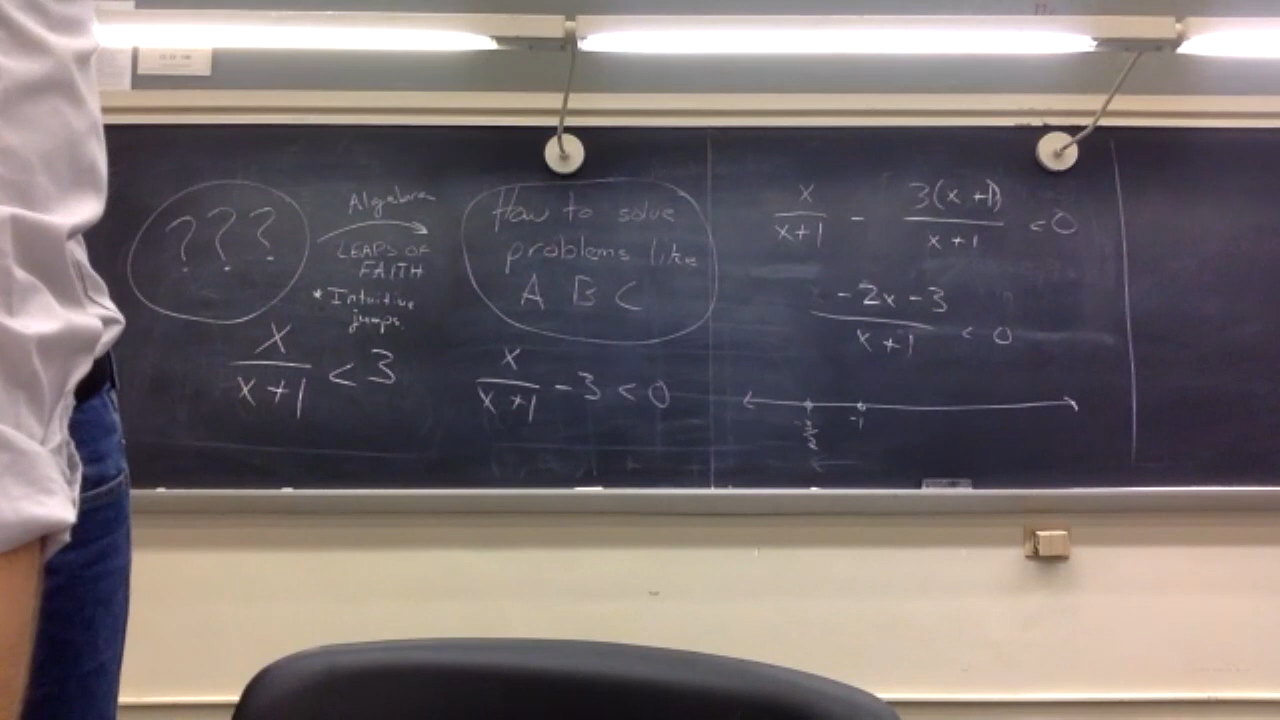 ? ? ?
Algebra
LEAPS OF
FAITH
* Intuitive
jumps.
How to solve
problems like
A B C
x/(x+1) < 3
x/(x+1) - 3 < 0
x/(x+1) - 3(x+1)/(x+1) < 0
(-2x-3)/(x+1) < 0
-1